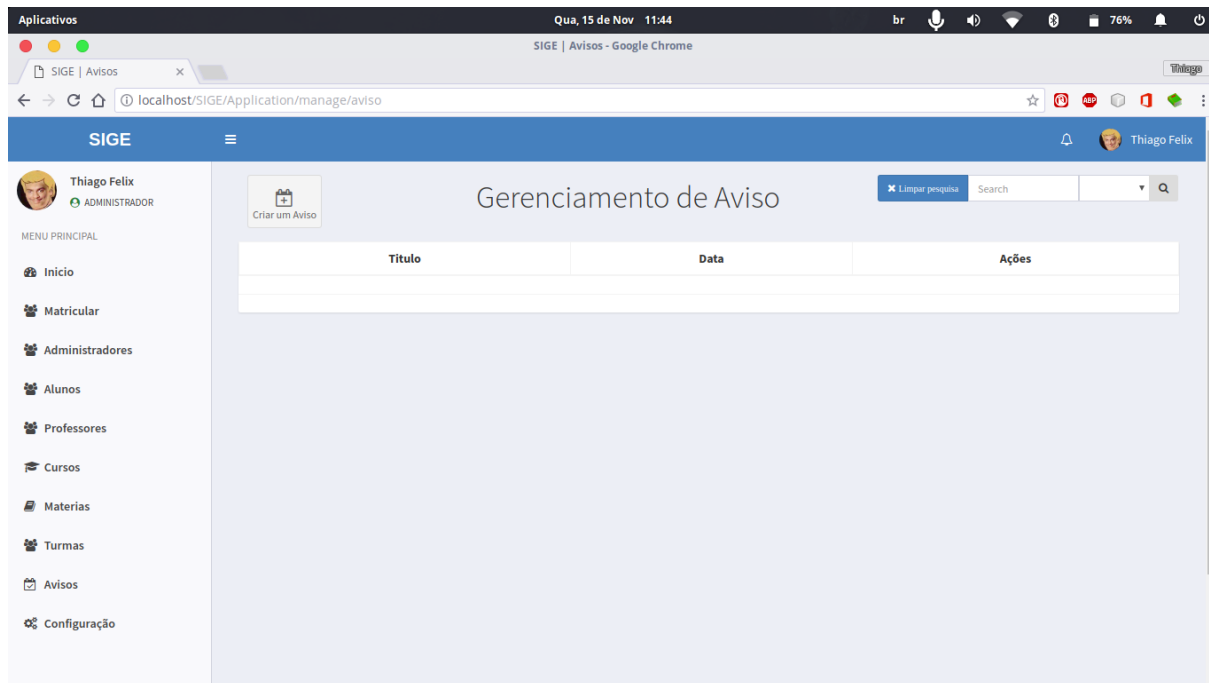 Aplicativos
Qua, 15 de Nov 11:44
br
76%
SIGE | Avisos - Google Chrome
SIGE | Avisos
Thiago
localhost/SIGE/Application/manage/aviso
ABP
SIGE
Thiago Felix
Thiago Felix
ADMINISTRADOR
MENU PRINCIPAL
Inicio
Matricular
Administradores
Alunos
Professores
Cursos
Materias
Turmas
Avisos
Configuração
Criar um Aviso
Gerenciamento de Aviso
Limpar pesquisa
Search
Titulo
Data
Ações